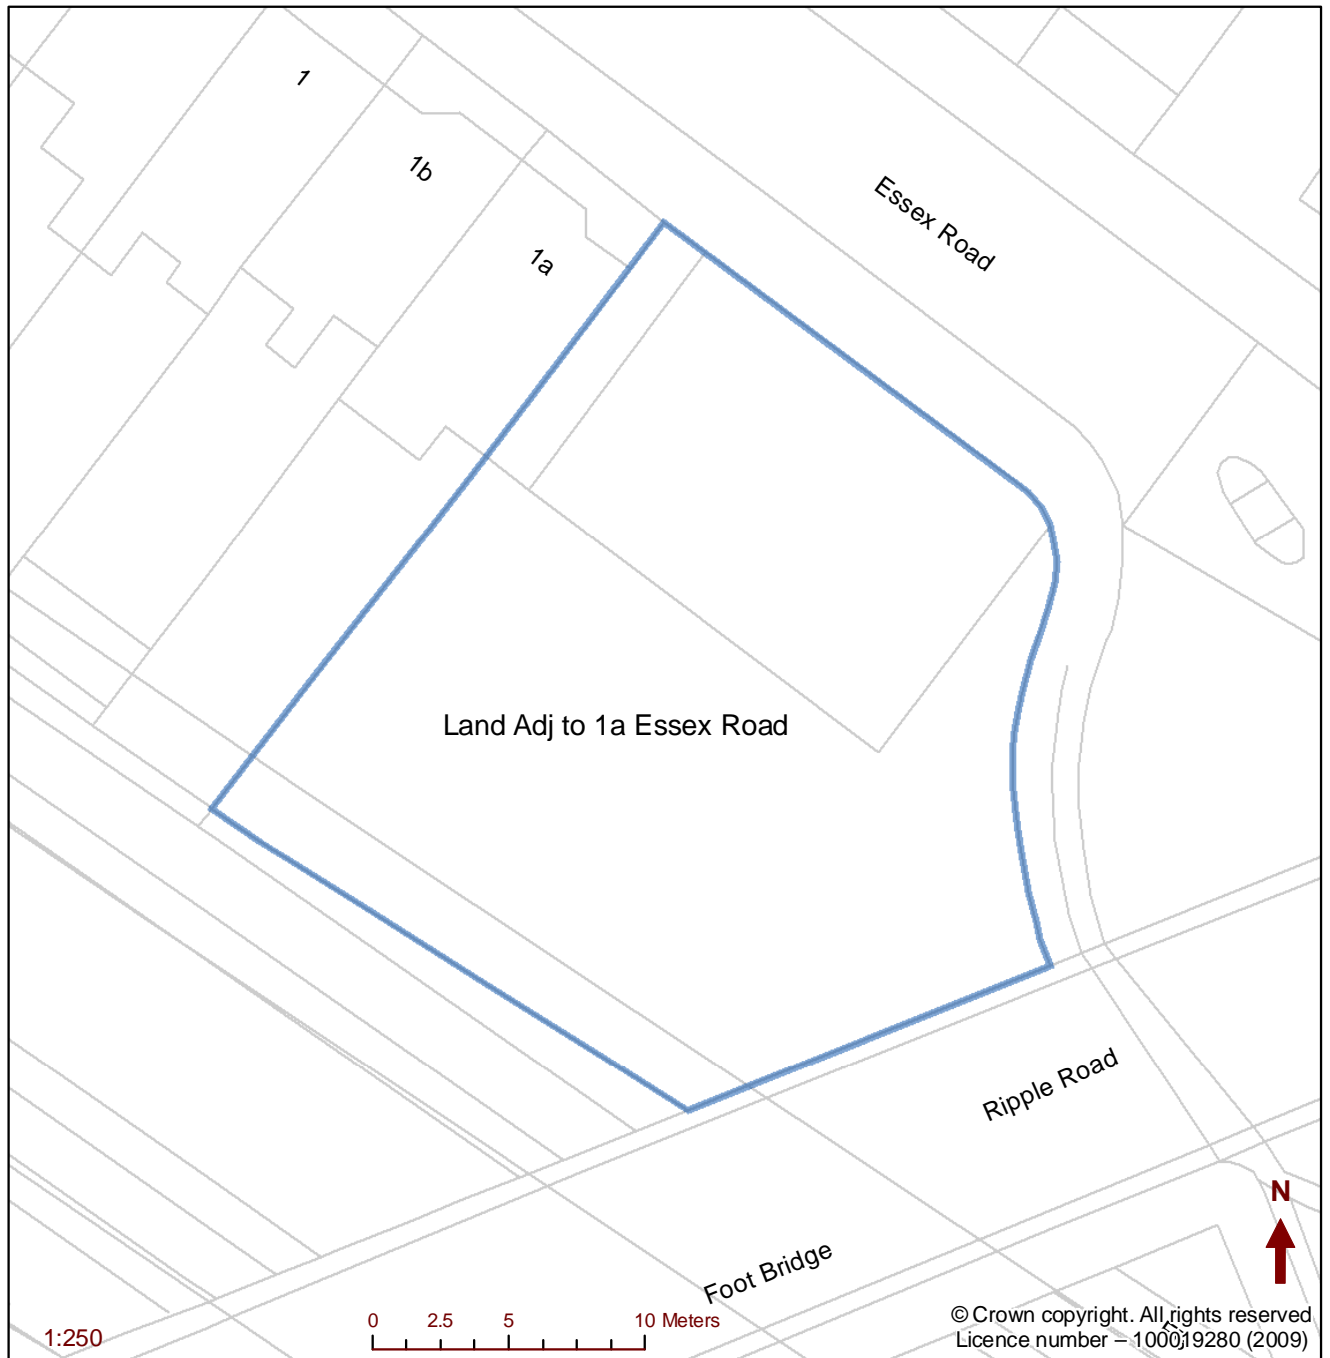 1
1b
1a
Essex Road
Land Adj to 1a Essex Road
Ripple Road
Foot Bridge
N
0 2.5 5 10 Meters
1:250
© Crown copyright. All rights reserved
Licence number – 100019280 (2009)